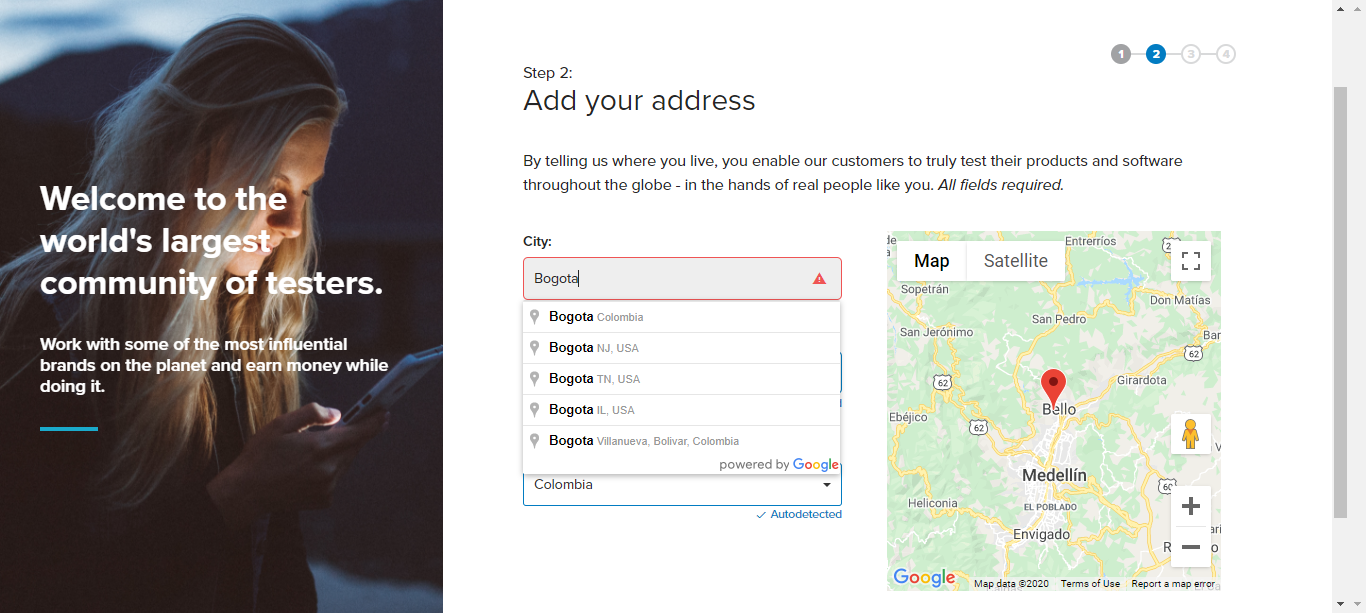 Welcome to the
world's largest
community of testers.
Work with some of the most influential
brands on the planet and earn money while
doing it.
1 2 3 4
Step 2:
Add your address
By telling us where you live, you enable our customers to truly test their products and software
throughout the globe - in the hands of real people like you. All fields required.
City:
Bogota
Bogota Colombia
Bogota NJ, USA
Bogota TN, USA
Bogota IL, USA
Bogota Villanueva, Bolivar, Colombia
powered by Google
Colombia
Autodetected
Map Satellite
Entrerríos
Sopetrán
Don Matías
San Pedro
San Jerónimo
62
62
Girardota
Bello
Ebéjico
62
Medellín
60
Heliconia
EL POBLADO
Envigado
Google
Map data ©2020 Terms of Use Report a map error